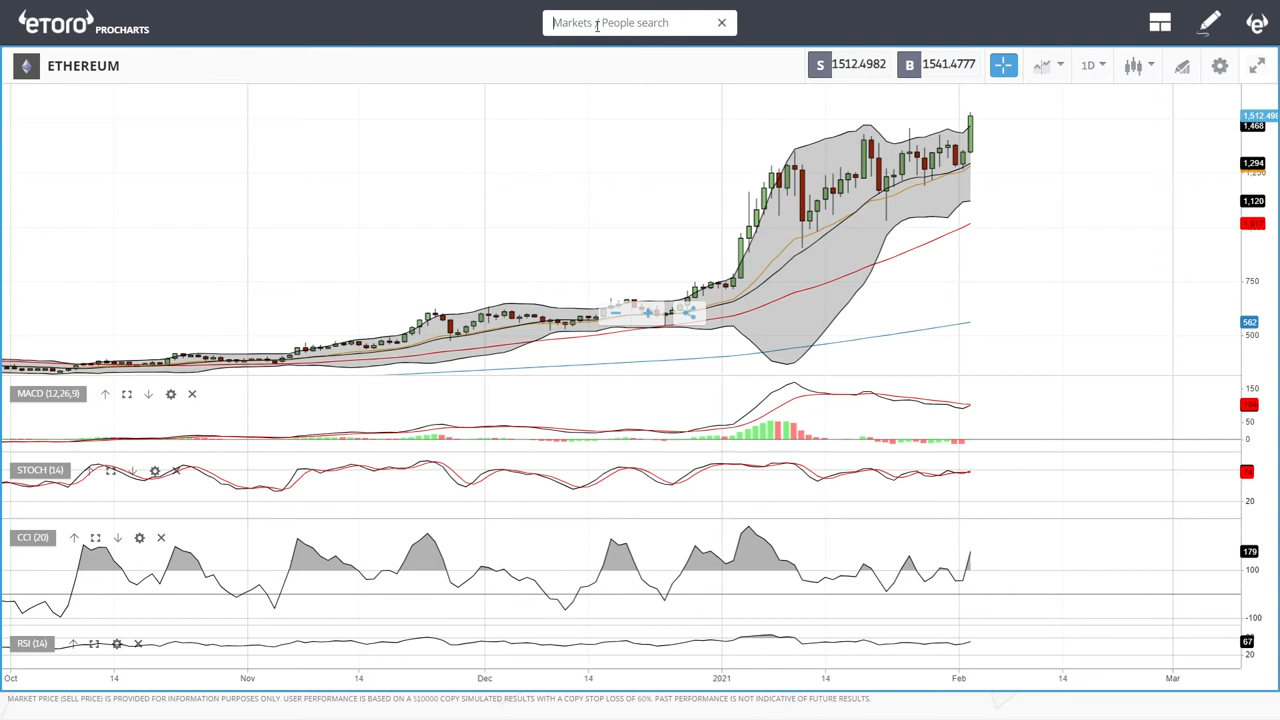 eToro PROCHARTS
Markets / People search
ETHEREUM
S 1512.4982 B 1541.4777
1D
1,512.498
1,468
1,294
1,120
750
562
500
MACD (12,26,9)
150
50
0
STOCH (14)
20
CCI (20)
179
100
-100
RSI (14)
67
20
Oct 14 Nov 14 Dec 14 2021 14 Feb 14 Mar
MARKET PRICE (SELL PRICE) IS PROVIDED FOR INFORMATION PURPOSES ONLY. USER PERFORMANCE IS BASED ON A $10000 COPY SIMULATED RESULTS WITH A COPY STOP LOSS OF 60%. PAST PERFORMANCE IS NOT INDICATIVE OF FUTURE RESULTS.